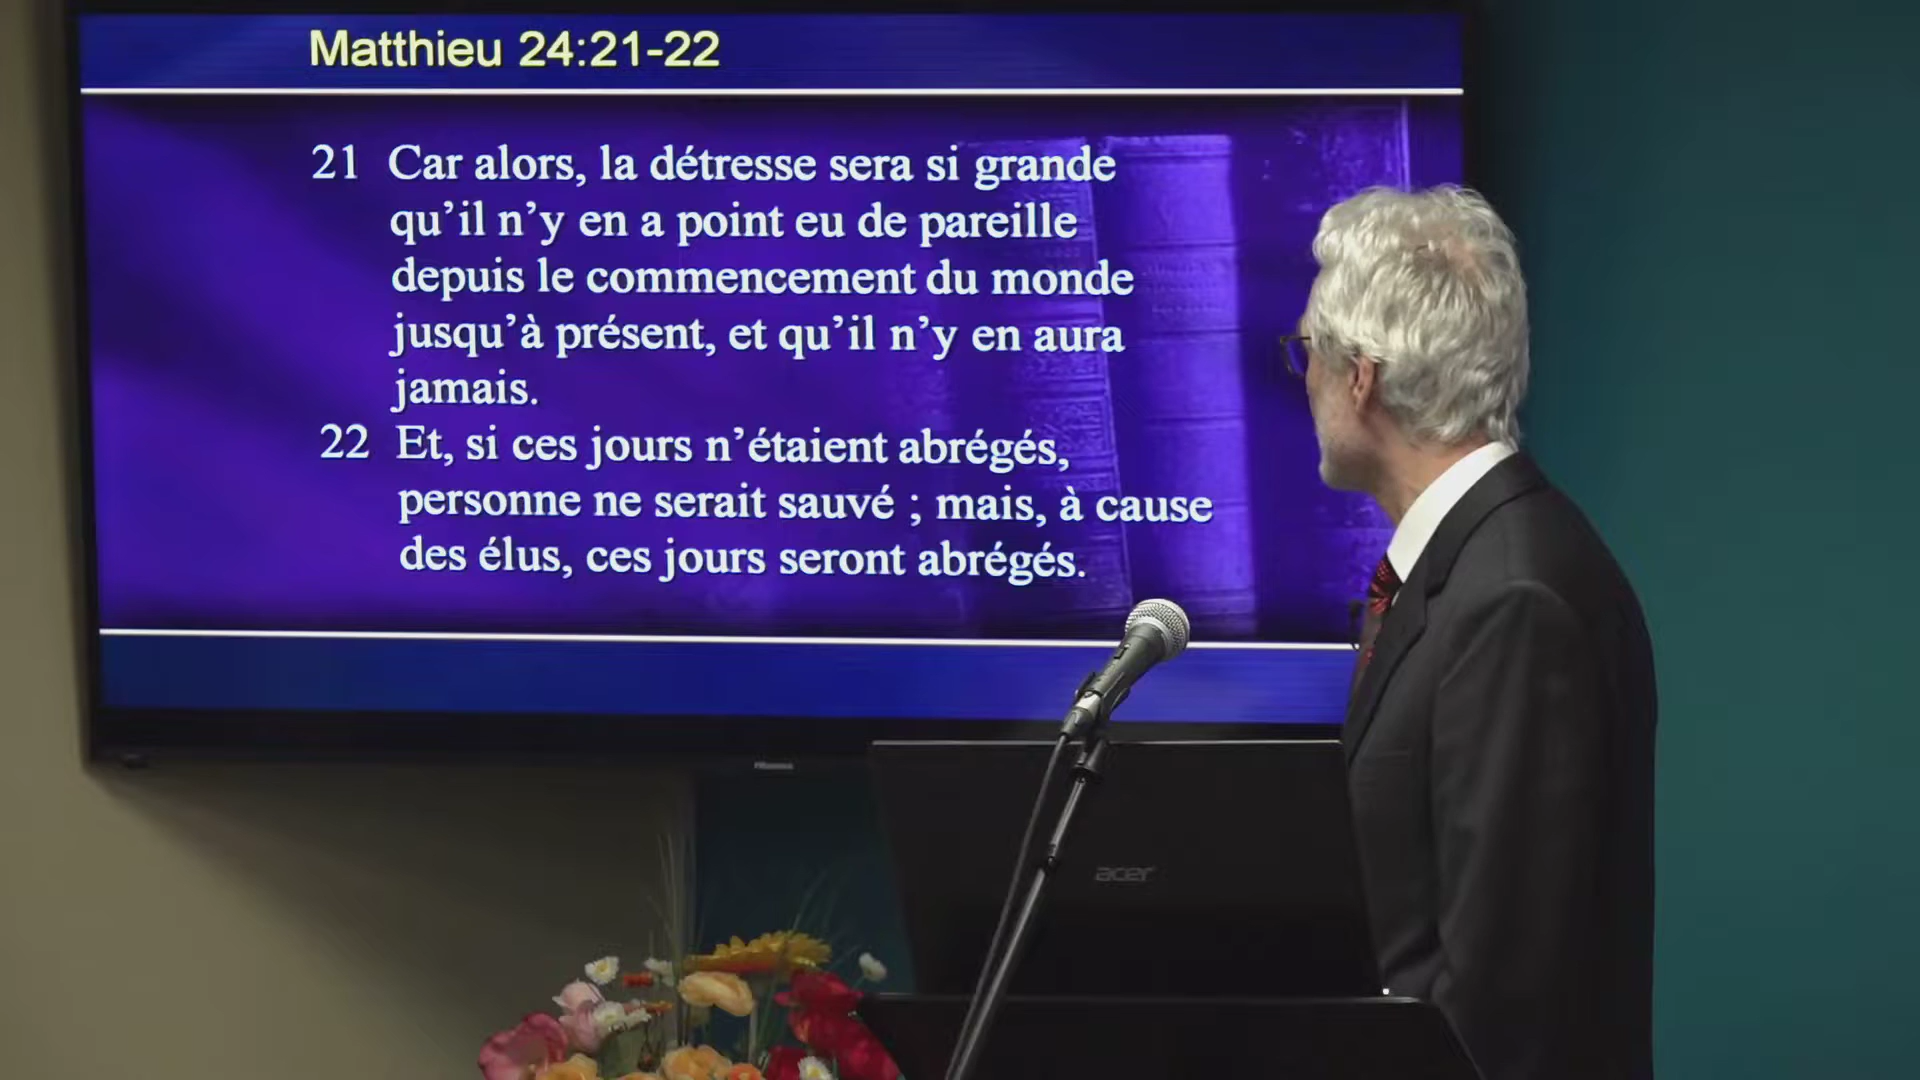 Matthieu 24:21-22
21 Car alors, la détresse sera si grande
qu’il n’y en a point eu de pareille
depuis le commencement du monde
jusqu’à présent, et qu’il n’y en aura
jamais.
22 Et, si ces jours n’étaient abrégés,
personne ne serait sauvé ; mais, à cause
des élus, ces jours seront abrégés.
Hisense
acer